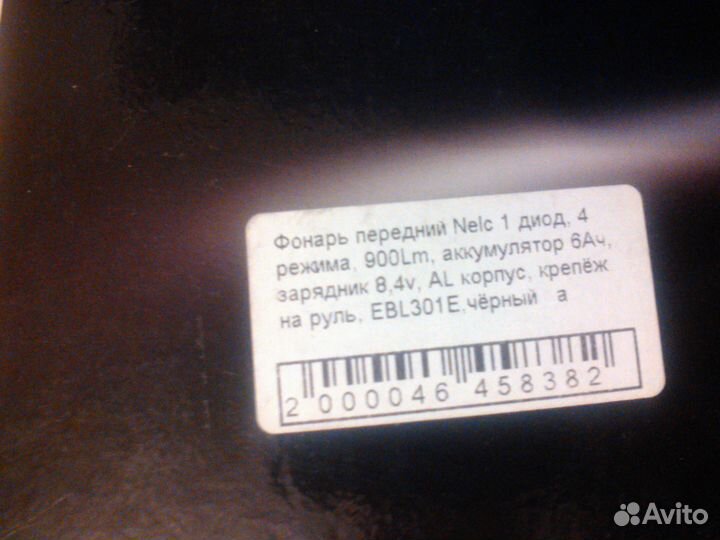 Фонарь передний Nelc 1 диод, 4
режима, 900Lm, аккумулятор 6Ач,
зарядник 8,4v, AL корпус, крепёж
на руль, EBL301E,чёрный а
2 000046 458382
Avito